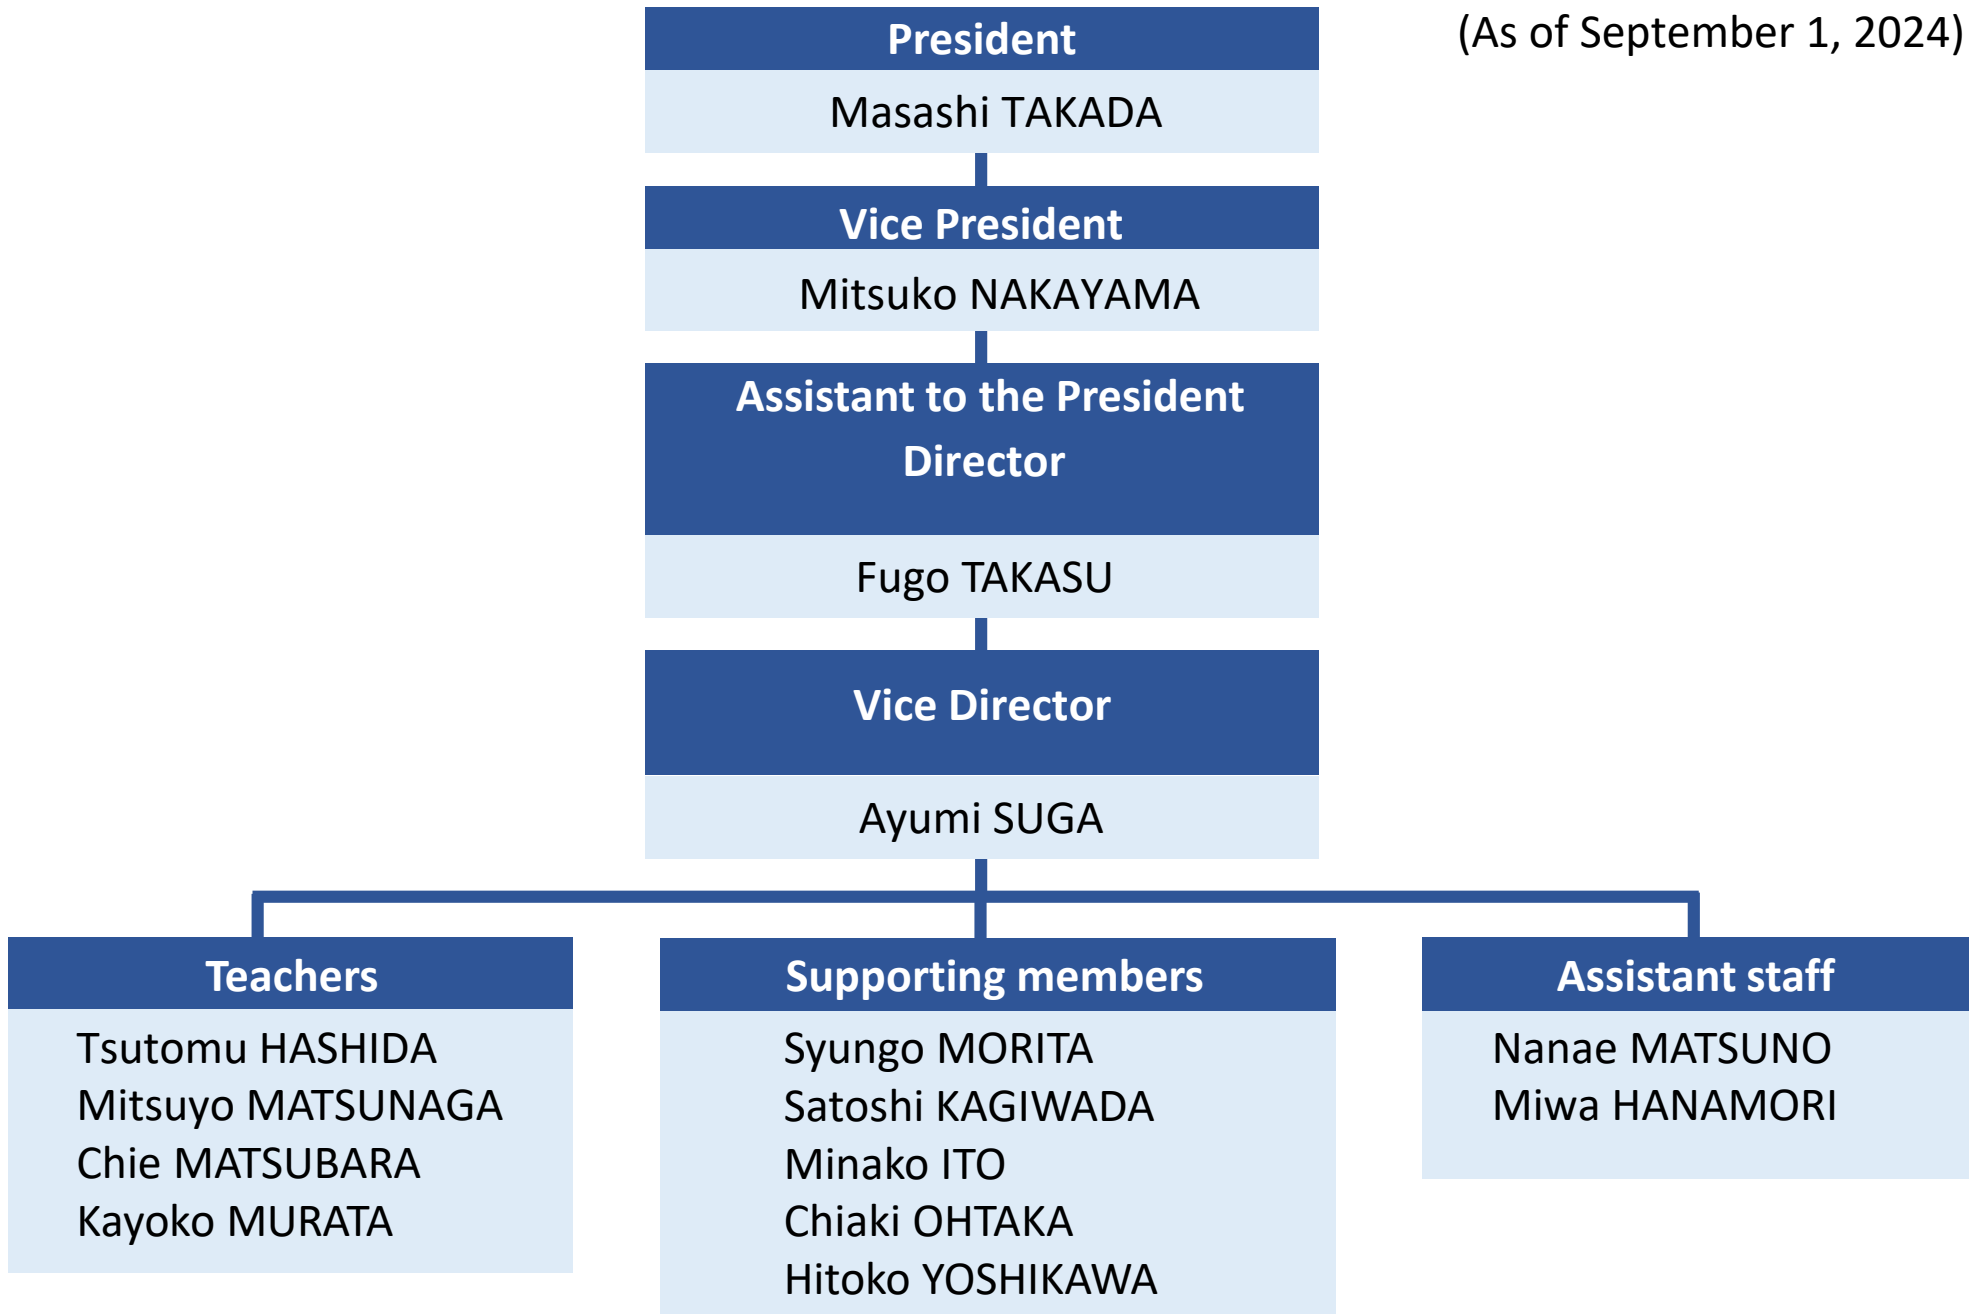 (As of September 1, 2024)
President
Masashi TAKADA
Vice President
Mitsuko NAKAYAMA
Assistant to the President
Director
Fugo TAKASU
Vice Director
Ayumi SUGA
Teachers
Tsutomu HASHIDA
Mitsuyo MATSUNAGA
Chie MATSUBARA
Kayoko MURATA
Supporting members
Syungo MORITA
Satoshi KAGIWADA
Minako ITO
Chiaki OHTAKA
Hitoko YOSHIKAWA
Assistant staff
Nanae MATSUNO
Miwa HANAMORI